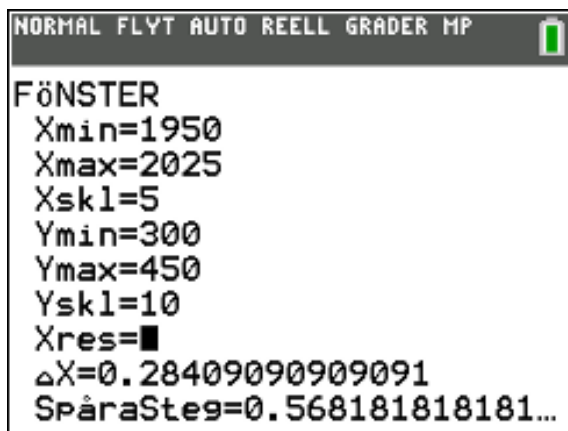 NORMAL FLYT AUTO REELL GRADER MP
FöNSTER
Xmin=1950
Xmax=2025
Xskl=5
Ymin=300
Ymax=450
Yskl=10
Xres=
△X=0.28409090909091
SpåraSteg=0.568181818181…